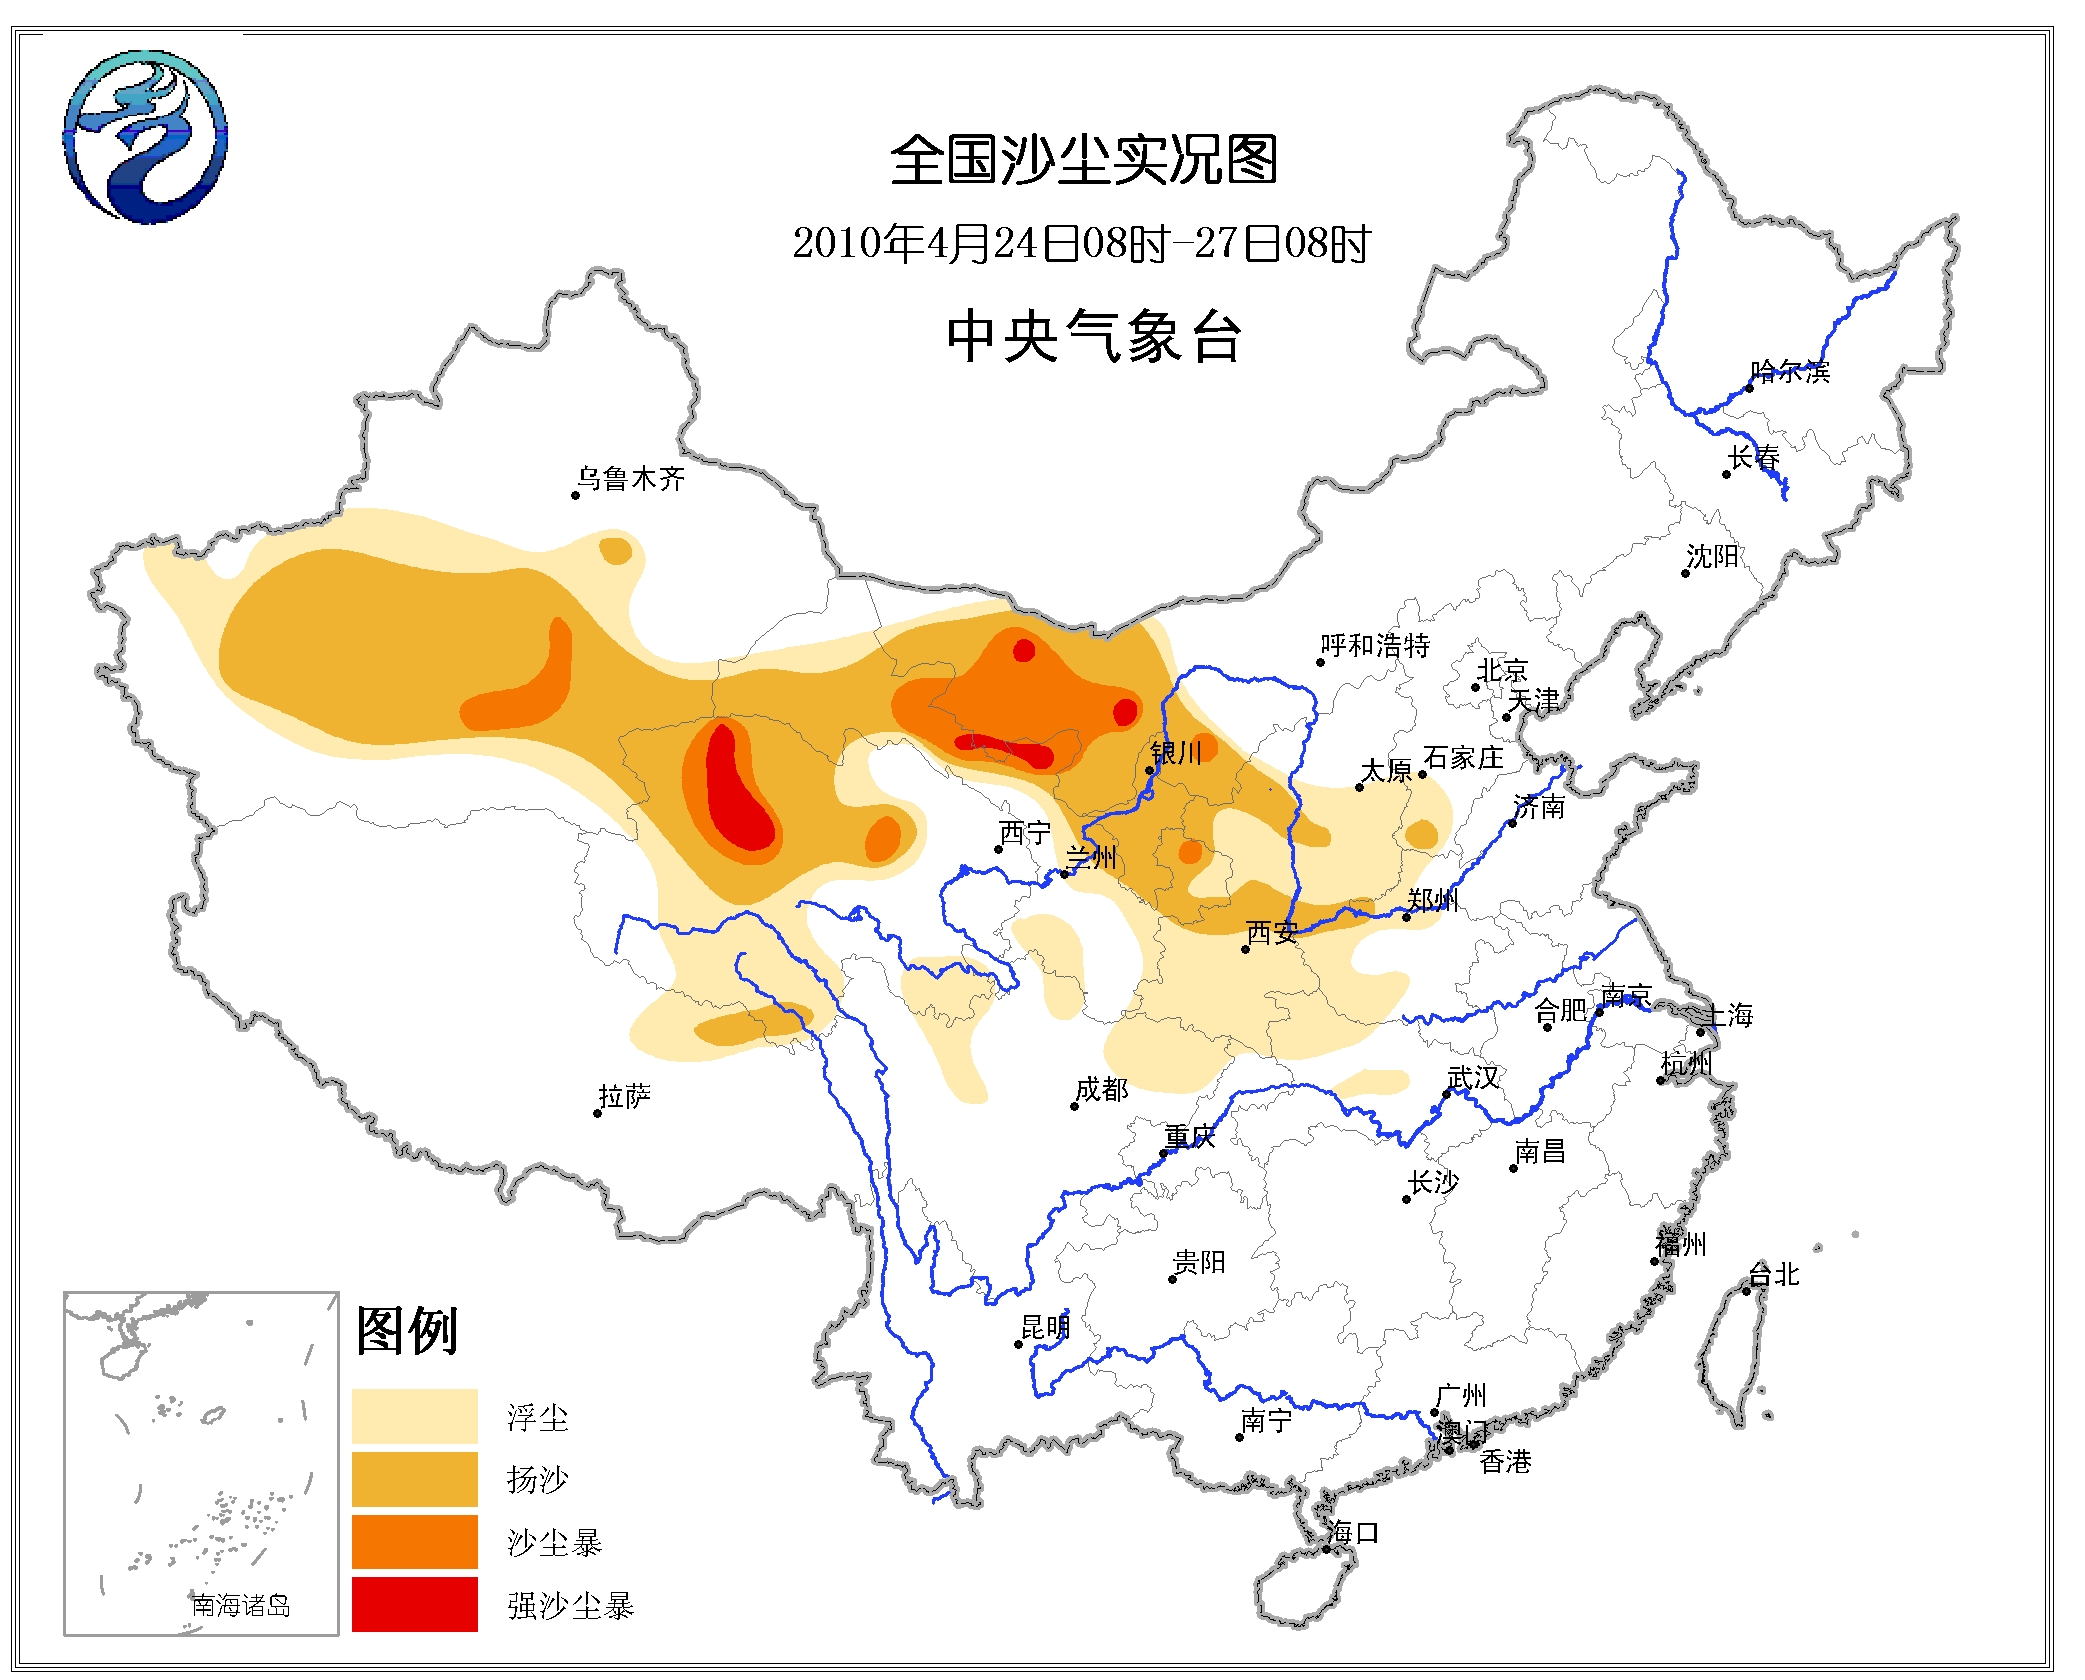 全国沙尘实况图
2010年4月24日08时-27日08时
中央气象台
哈尔滨
长春
乌鲁木齐
沈阳
呼和浩特
北京
天津
银川
石家庄
太原
济南
西宁
兰州
郑州
西安
南京
合肥
上海
杭州
武汉
成都
拉萨
重庆
南昌
长沙
福州
贵阳
台北
昆明
广州
南宁
澳门
香港
海口
图例
浮尘
扬沙
沙尘暴
强沙尘暴
南海诸岛